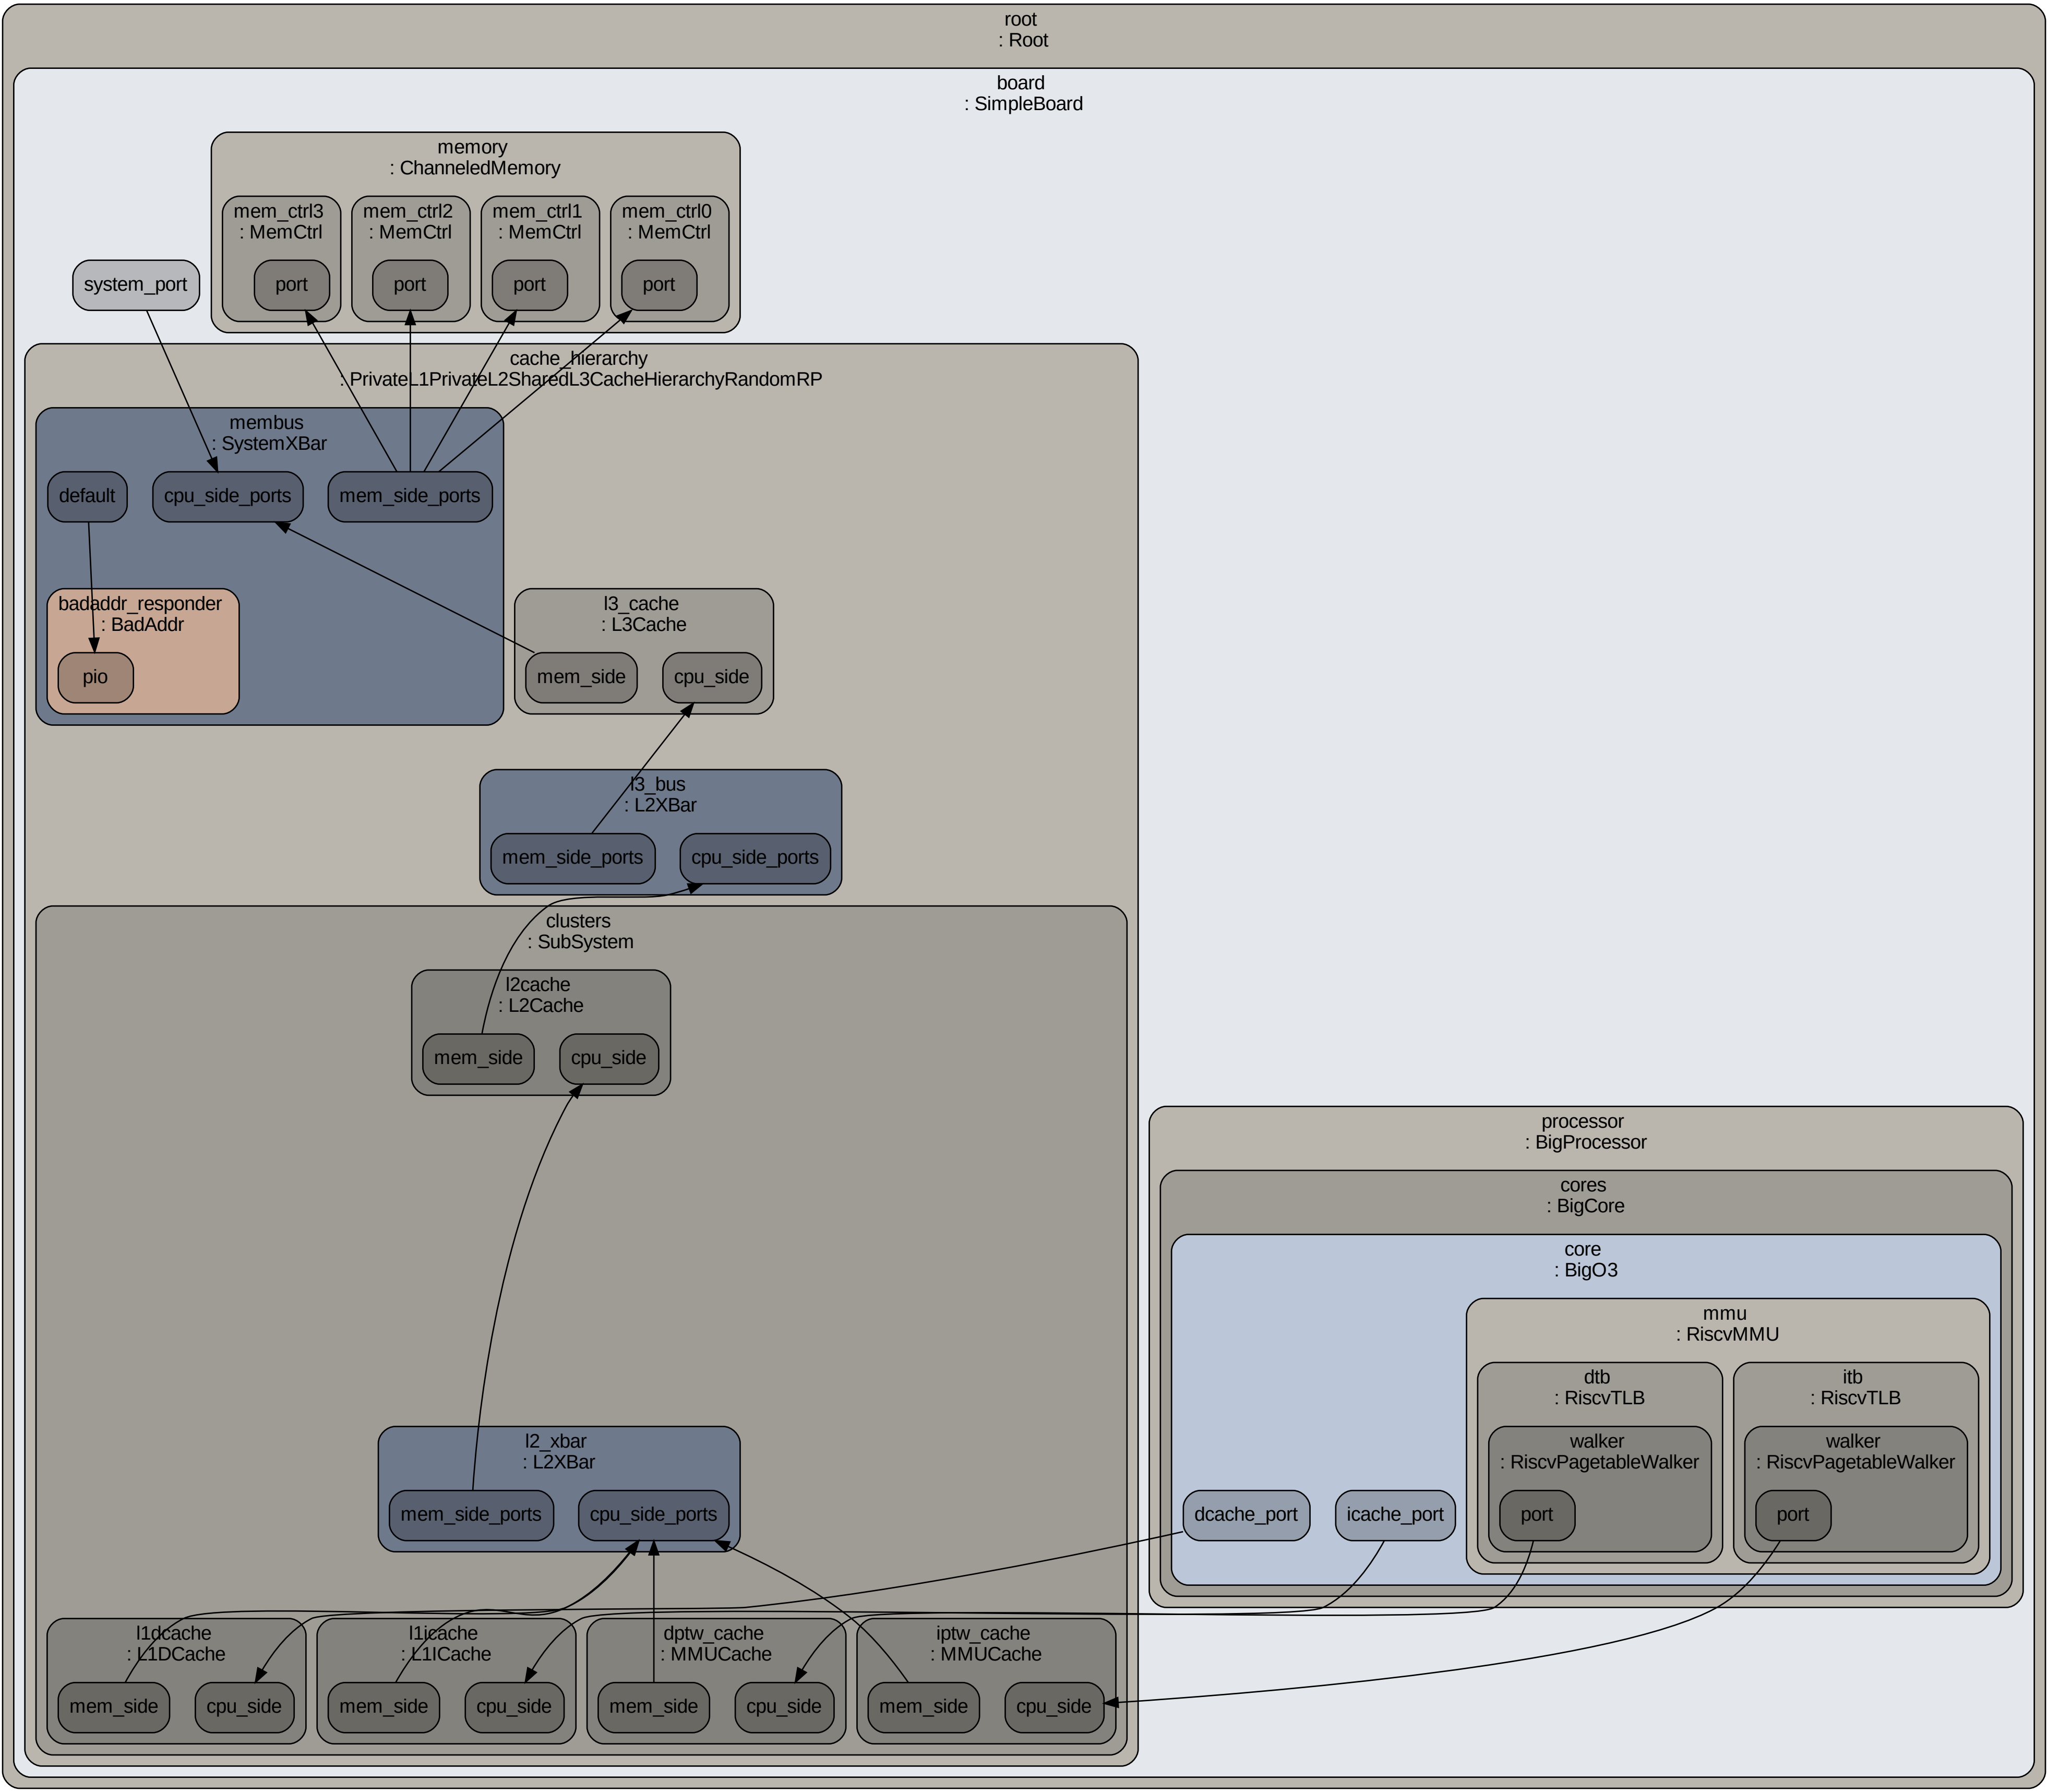 root
: Root
board
: SimpleBoard
memory
: ChanneledMemory
mem_ctrl3
: MemCtrl
mem_ctrl2
: MemCtrl
mem_ctrl1
: MemCtrl
mem_ctrl0
: MemCtrl
system_port
port
port
port
port
cache_hierarchy
: PrivateL1PrivateL2SharedL3CacheHierarchyRandomRP
membus
: SystemXBar
default
cpu_side_ports
mem_side_ports
badaddr_responder
: BadAddr
pio
l3_cache
: L3Cache
mem_side
cpu_side
l3_bus
: L2XBar
mem_side_ports
cpu_side_ports
clusters
: SubSystem
l2cache
: L2Cache
mem_side
cpu_side
l2_xbar
: L2XBar
mem_side_ports
cpu_side_ports
l1dcache
: L1DCache
mem_side
cpu_side
l1icache
: L1ICache
mem_side
cpu_side
dptw_cache
: MMUCache
mem_side
cpu_side
iptw_cache
: MMUCache
mem_side
cpu_side
processor
: BigProcessor
cores
: BigCore
core
: BigO3
mmu
: RiscvMMU
dtb
: RiscvTLB
walker
: RiscvPagetableWalker
port
itb
: RiscvTLB
walker
: RiscvPagetableWalker
port
dcache_port
icache_port